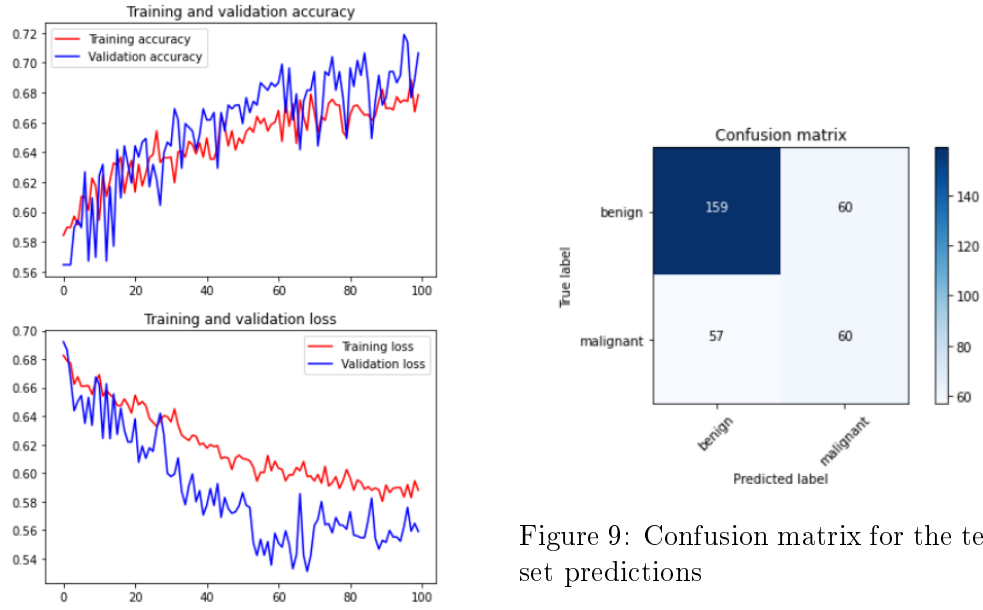 Training and validation accuracy
0.72
0.70
0.68
0.66
0.64
0.62
0.60
0.58
0.56
Training accuracy
Validation accuracy
0 20 40 60 80 100
Training and validation loss
0.70
0.68
0.66
0.64
0.62
0.60
0.58
0.56
0.54
Training loss
Validation loss
0 20 40 60 80 100
Confusion matrix
True label
benign
malignant
159 60
57 60
benign malignant
Predicted label
140
120
100
80
60
Figure 9: Confusion matrix for the te
set predictions